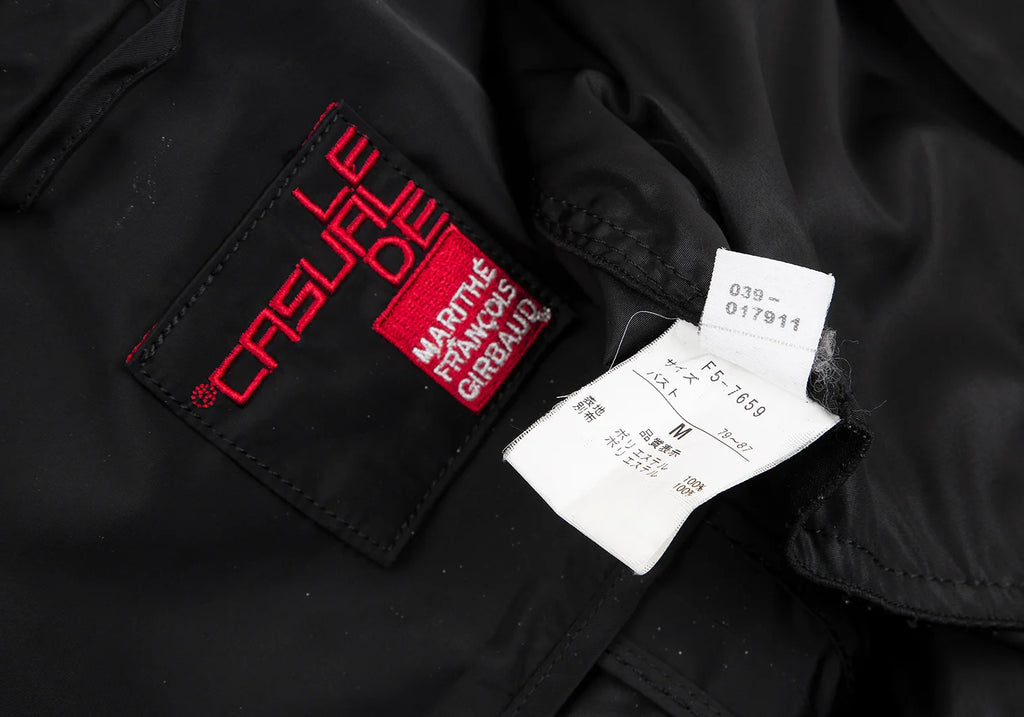 LE
CASUAL
DE
MARITHÉ
FRANÇOIS
GIRBAUD
039-
017911
F5-7659
サイズ M
バスト 79~87
品質表示
表地 ポリエステル 100%
別布 ポリエステル 100%